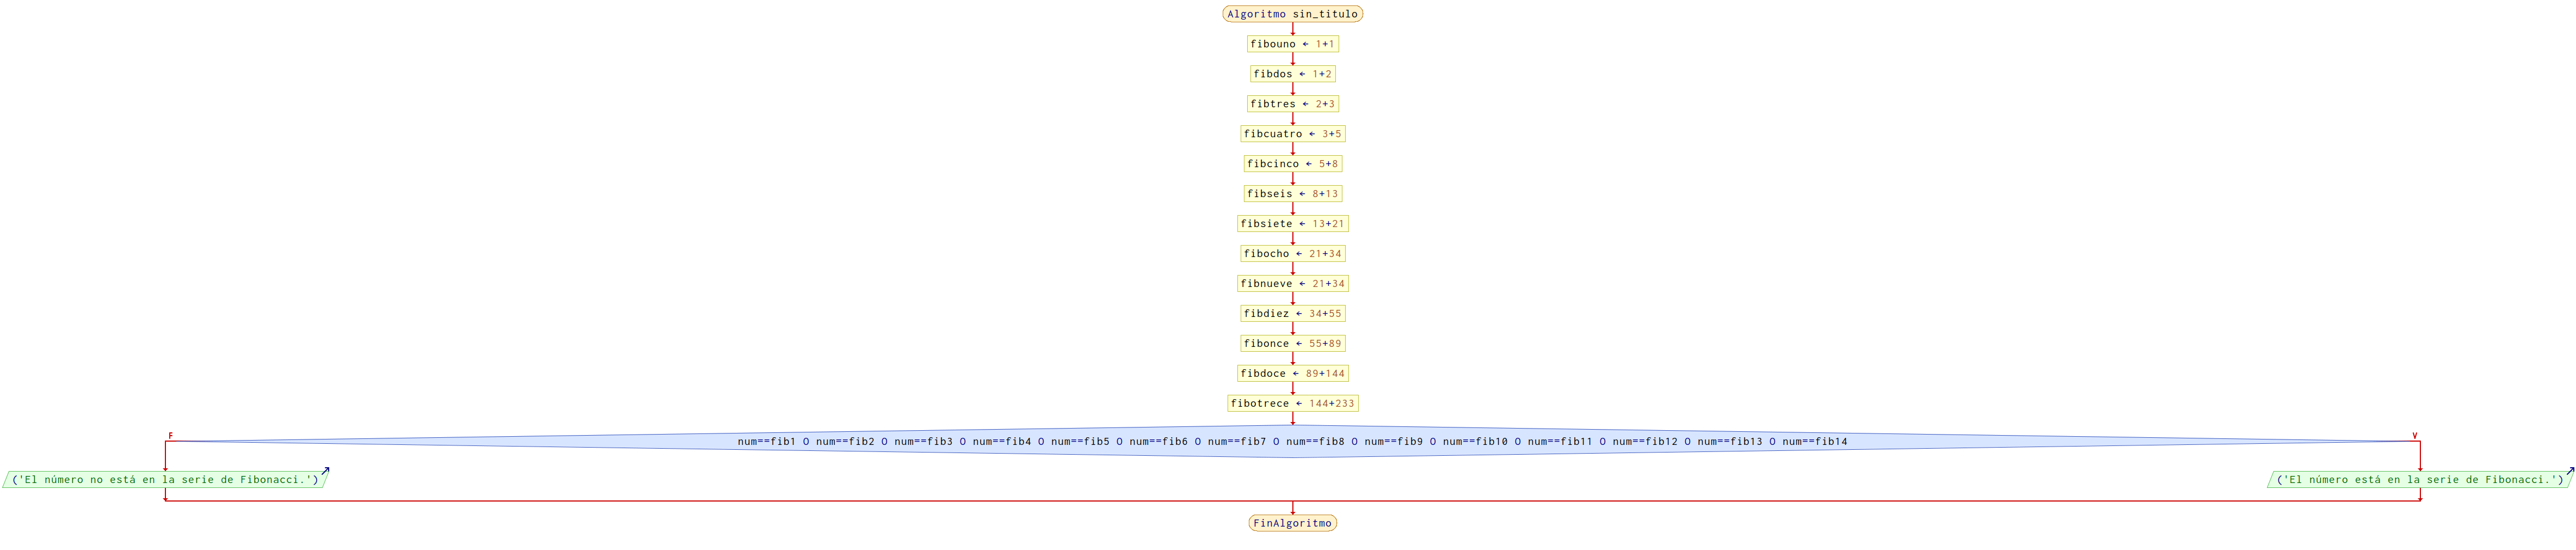 Algoritmo sin_titulo
fibouno ← 1+1
fibdos ← 1+2
fibtres ← 2+3
fibcuatro ← 3+5
fibcinco ← 5+8
fibseis ← 8+13
fibsiete ← 13+21
fibocho ← 21+34
fibnueve ← 21+34
fibdiez ← 34+55
fibonce ← 55+89
fibdoce ← 89+144
fibotrece ← 144+233
F
V
num==fib1 O num==fib2 O num==fib3 O num==fib4 O num==fib5 O num==fib6 O num==fib7 O num==fib8 O num==fib9 O num==fib10 O num==fib11 O num==fib12 O num==fib13 O num==fib14
('El número no está en la serie de Fibonacci.')
('El número está en la serie de Fibonacci.')
FinAlgoritmo